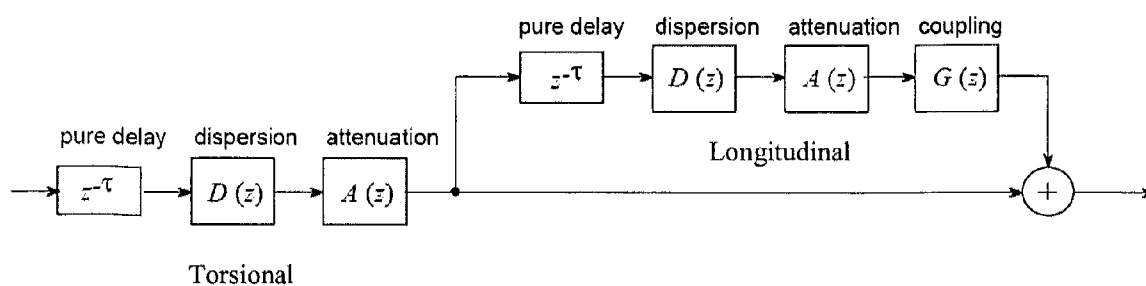 pure delay dispersion attenuation coupling
z^-τ D (z) A (z) G (z)
Longitudinal
pure delay dispersion attenuation
z^-τ D (z) A (z) +
Torsional